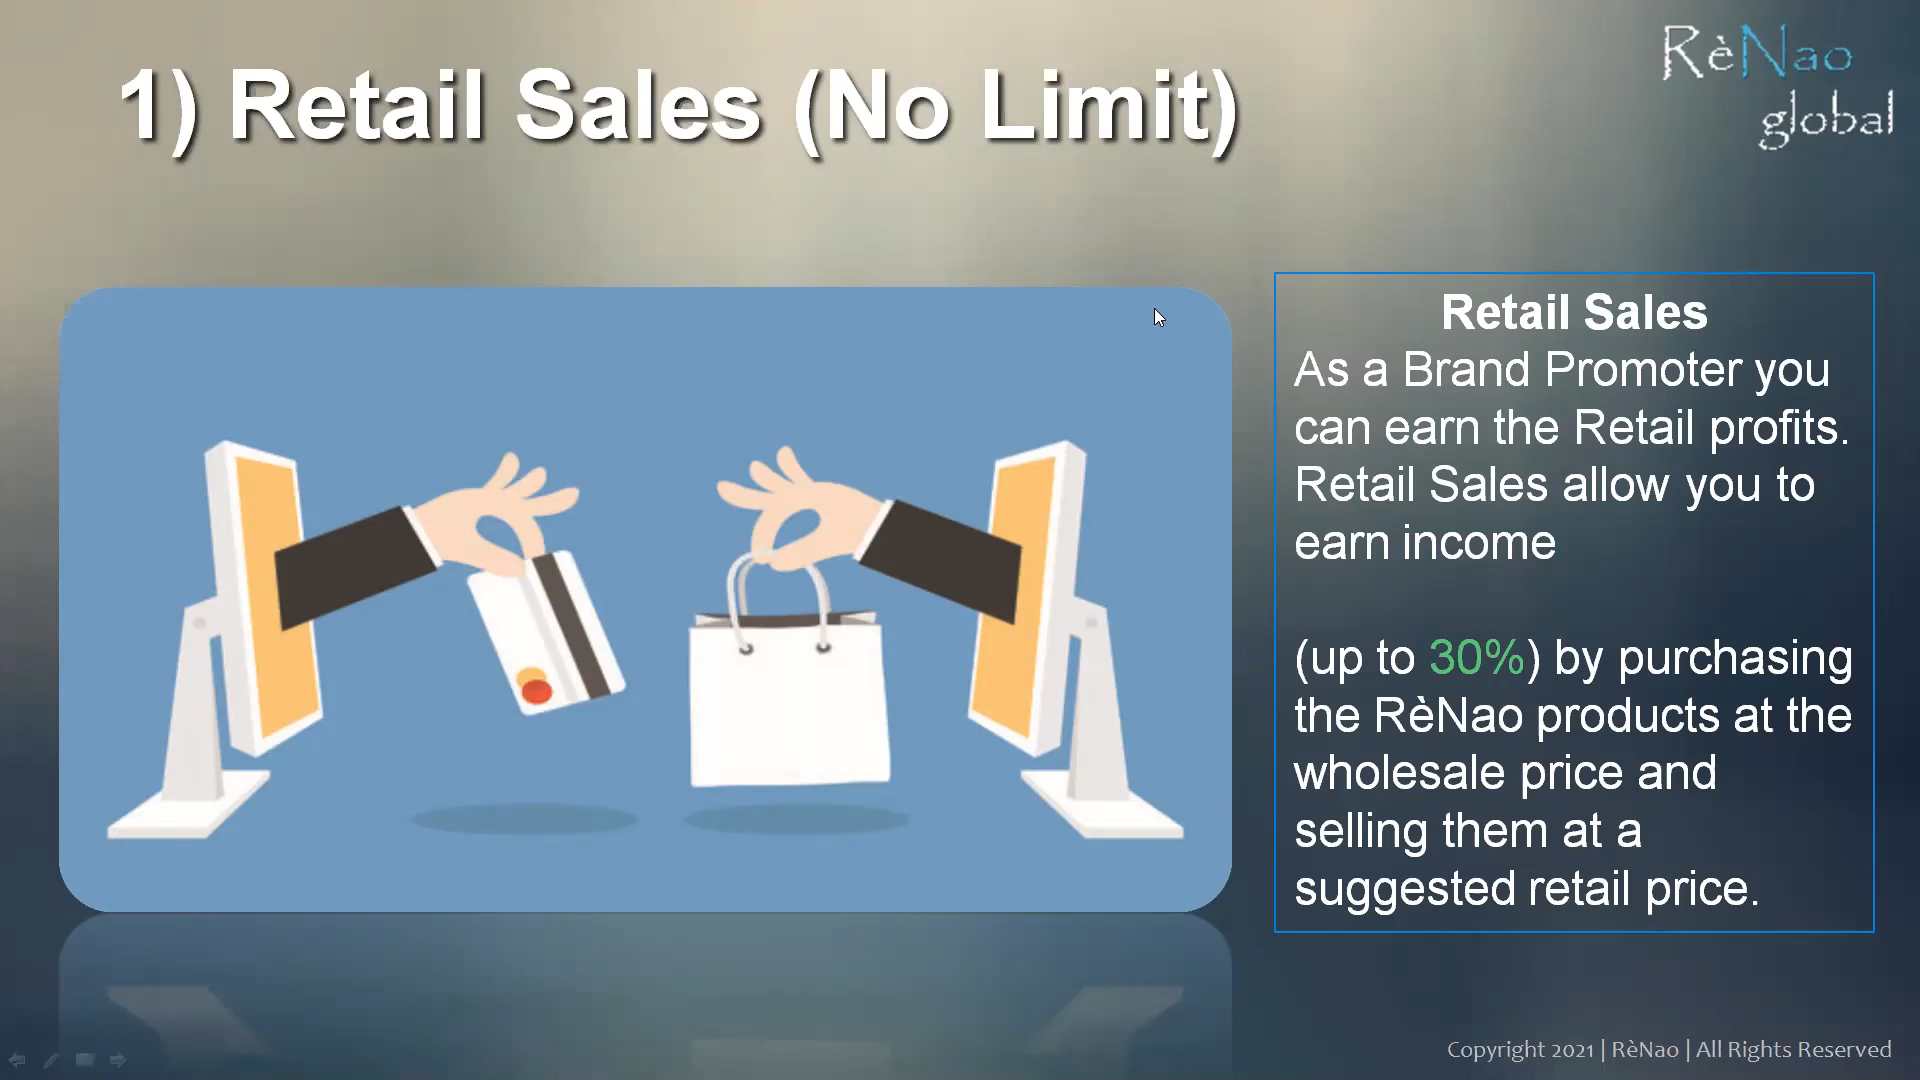 1) Retail Sales (No Limit)
RèNao
global
Retail Sales
As a Brand Promoter you
can earn the Retail profits.
Retail Sales allow you to
earn income
(up to 30%) by purchasing
the RèNao products at the
wholesale price and
selling them at a
suggested retail price.
Copyright 2021 | RèNao | All Rights Reserved